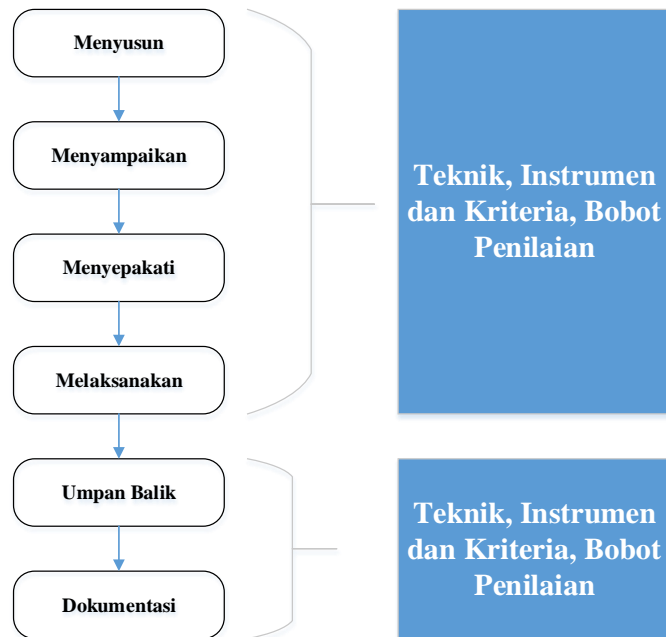 Menyusun
Menyampaikan
Menyepakati
Melaksanakan
Teknik, Instrumen
dan Kriteria, Bobot
Penilaian
Umpan Balik
Dokumentasi
Teknik, Instrumen
dan Kriteria, Bobot
Penilaian